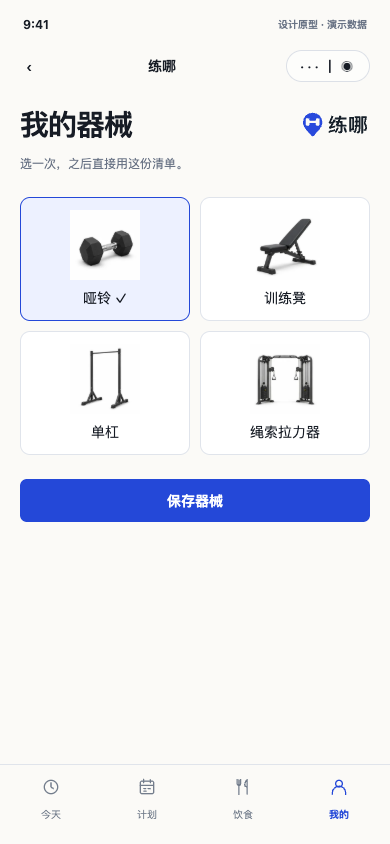 9:41
设计原型 · 演示数据
‹ 练哪
我的器械
练哪
选一次，之后直接用这份清单。
哑铃 ✓
训练凳
单杠
绳索拉力器
保存器械
今天
计划
饮食
我的